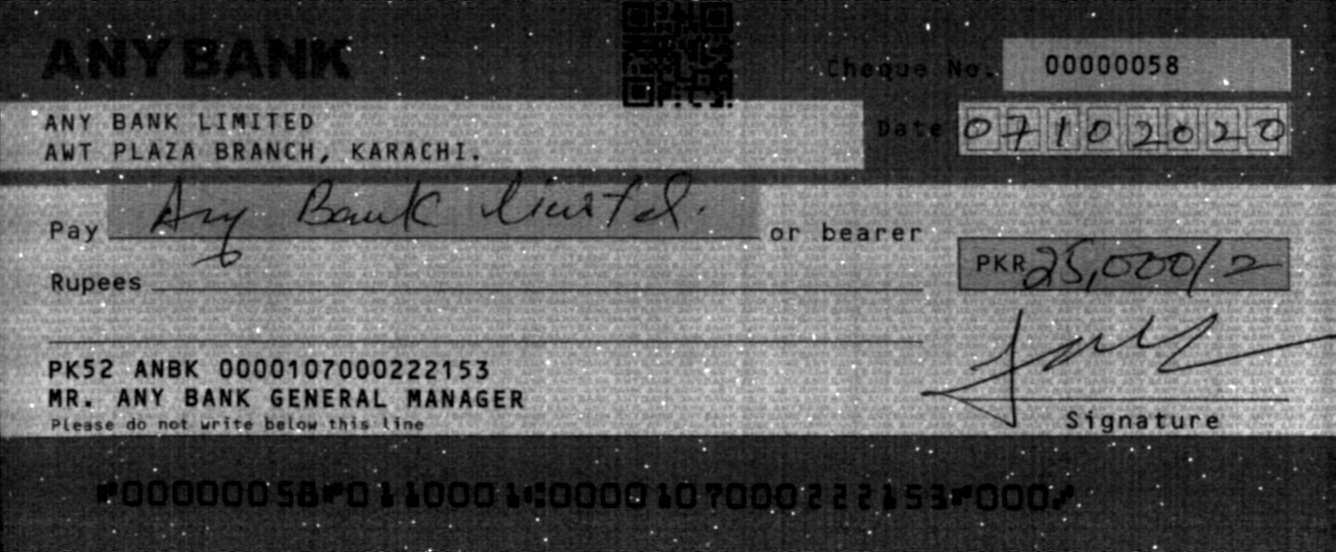 ANY BANK
Cheque No. 00000058
ANY BANK LIMITED
AWT PLAZA BRANCH, KARACHI.
Date 07102020
Pay Any Bank Limited. or bearer
Rupees
PKR 25,000/=
PK52 ANBK 0000107000222153
MR. ANY BANK GENERAL MANAGER
Please do not write below this line
Signature
⑈00000058⑈0110001⑆0000107000222153⑈000⑇